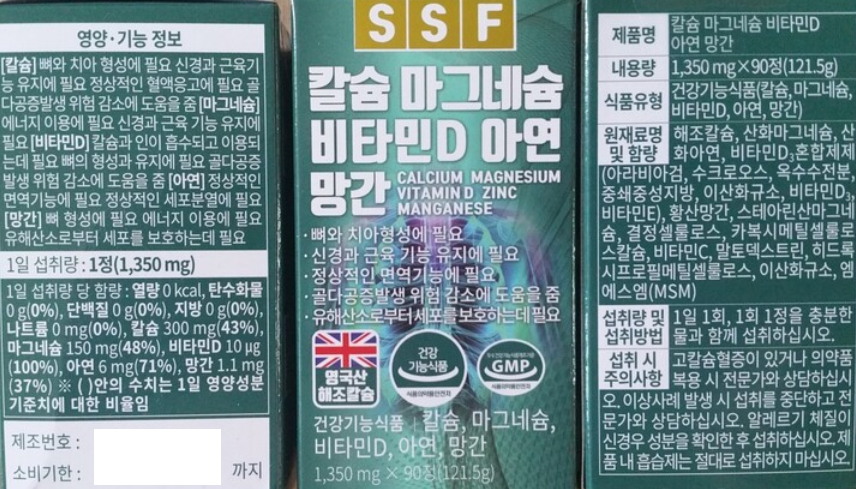 영양·기능 정보
[칼슘] 뼈와 치아 형성에 필요 신경과 근육기
능 유지에 필요 정상적인 혈액응고에 필요 골
다공증발생 위험 감소에 도움을 줌 [마그네슘]
에너지 이용에 필요 신경과 근육 기능 유지에
필요 [비타민D] 칼슘과 인이 흡수되고 이용되
는데 필요 뼈의 형성과 유지에 필요 골다공증
발생 위험 감소에 도움을 줌 [아연] 정상적인
면역기능에 필요 정상적인 세포분열에 필요
[망간] 뼈 형성에 필요 에너지 이용에 필요
유해산소로부터 세포를 보호하는데 필요
1일 섭취량 : 1정(1,350 mg)
1일 섭취량 당 함량 : 열량 0 kcal, 탄수화물
0 g(0%), 단백질 0 g(0%), 지방 0 g(0%),
나트륨 0 mg(0%), 칼슘 300 mg(43%),
마그네슘 150 mg(48%), 비타민D 10 µg
(100%), 아연 6 mg(71%), 망간 1.1 mg
(37%) ※ ( )안의 수치는 1일 영양성분
기준치에 대한 비율임
제조번호 :
소비기한 : 까지
SSF
칼슘 마그네슘
비타민D 아연
망간 CALCIUM MAGNESIUM
VITAMIN D ZINC
MANGANESE
· 뼈와 치아형성에 필요
· 신경과 근육 기능 유지에 필요
· 정상적인 면역기능에 필요
· 골다공증발생 위험 감소에 도움을 줌
· 유해산소로부터 세포를 보호하는데 필요
영국산
해조칼슘
건강
기능식품
식품의약품안전처
우수건강기능식품제조기준
GMP
식품의약품안전처
건강기능식품 칼슘, 마그네슘,
비타민D, 아연, 망간
1,350 mg × 90정(121.5g)
제품명 칼슘 마그네슘 비타민D
아연 망간
내용량 1,350 mg×90정(121.5g)
식품유형 건강기능식품(칼슘, 마그네슘,
비타민D, 아연, 망간)
원재료명
및 함량 해조칼슘, 산화마그네슘, 산
화아연, 비타민D₃혼합제제
(아라비아검, 수크로오스, 옥수수전분,
중쇄중성지방, 이산화규소, 비타민D₃,
비타민E), 황산망간, 스테아린산마그네
슘, 결정셀룰로스, 카복시메틸셀룰로
스칼슘, 비타민C, 말토덱스트린, 히드록
시프로필메틸셀룰로스, 이산화규소, 엠
에스엠(MSM)
섭취량 및
섭취방법 1일 1회, 1회 1정을 충분한
물과 함께 섭취하십시오.
섭취 시
주의사항 고칼슘혈증이 있거나 의약품
복용 시 전문가와 상담하십시
오. 이상사례 발생 시 섭취를 중단하고 전
문가와 상담하십시오. 알레르기 체질이
신경우 성분을 확인한 후 섭취하십시오. 제
품 내 흡습제는 절대로 섭취하지 마십시오.